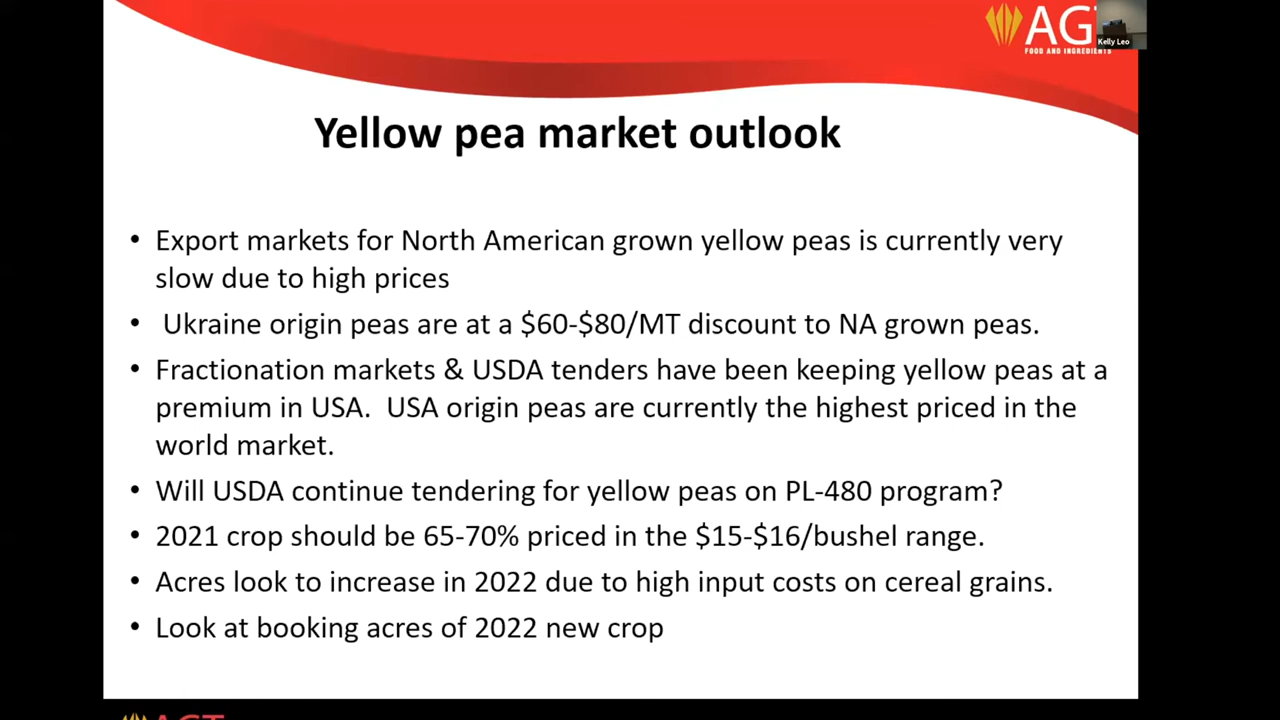 AG
Kelly Leo
FOOD AND INGREDIENTS
Yellow pea market outlook
• Export markets for North American grown yellow peas is currently very
slow due to high prices
• Ukraine origin peas are at a $60-$80/MT discount to NA grown peas.
• Fractionation markets & USDA tenders have been keeping yellow peas at a
premium in USA. USA origin peas are currently the highest priced in the
world market.
• Will USDA continue tendering for yellow peas on PL-480 program?
• 2021 crop should be 65-70% priced in the $15-$16/bushel range.
• Acres look to increase in 2022 due to high input costs on cereal grains.
• Look at booking acres of 2022 new crop
AGT